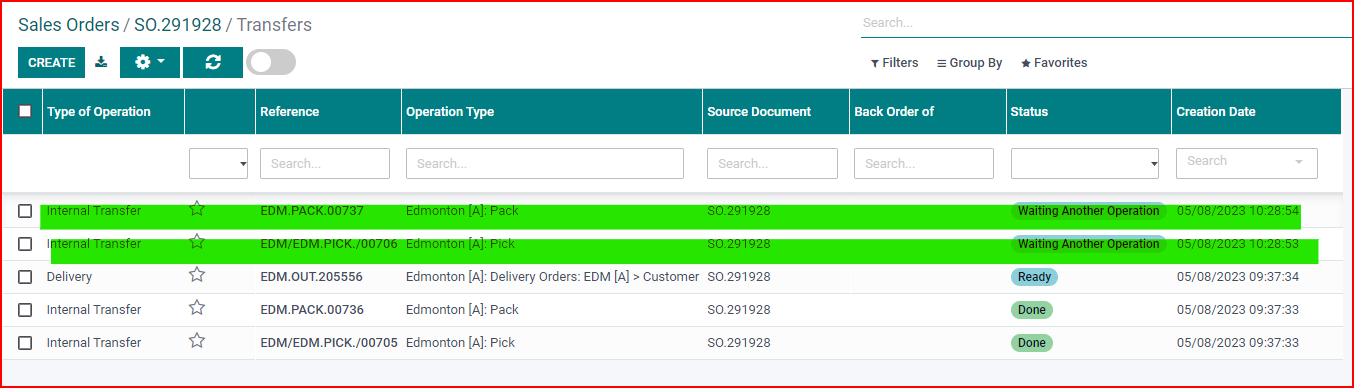 Sales Orders / SO.291928 / Transfers
Search...
CREATE
Filters Group By Favorites
Type of Operation Reference Operation Type Source Document Back Order of Status Creation Date
Search... Search... Search... Search... Search
Internal Transfer EDM.PACK.00737 Edmonton [A]: Pack SO.291928 Waiting Another Operation 05/08/2023 10:28:54
Internal Transfer EDM/EDM.PICK./00706 Edmonton [A]: Pick SO.291928 Waiting Another Operation 05/08/2023 10:28:53
Delivery EDM.OUT.205556 Edmonton [A]: Delivery Orders: EDM [A] > Customer SO.291928 Ready 05/08/2023 09:37:34
Internal Transfer EDM.PACK.00736 Edmonton [A]: Pack SO.291928 Done 05/08/2023 09:37:33
Internal Transfer EDM/EDM.PICK./00705 Edmonton [A]: Pick SO.291928 Done 05/08/2023 09:37:33